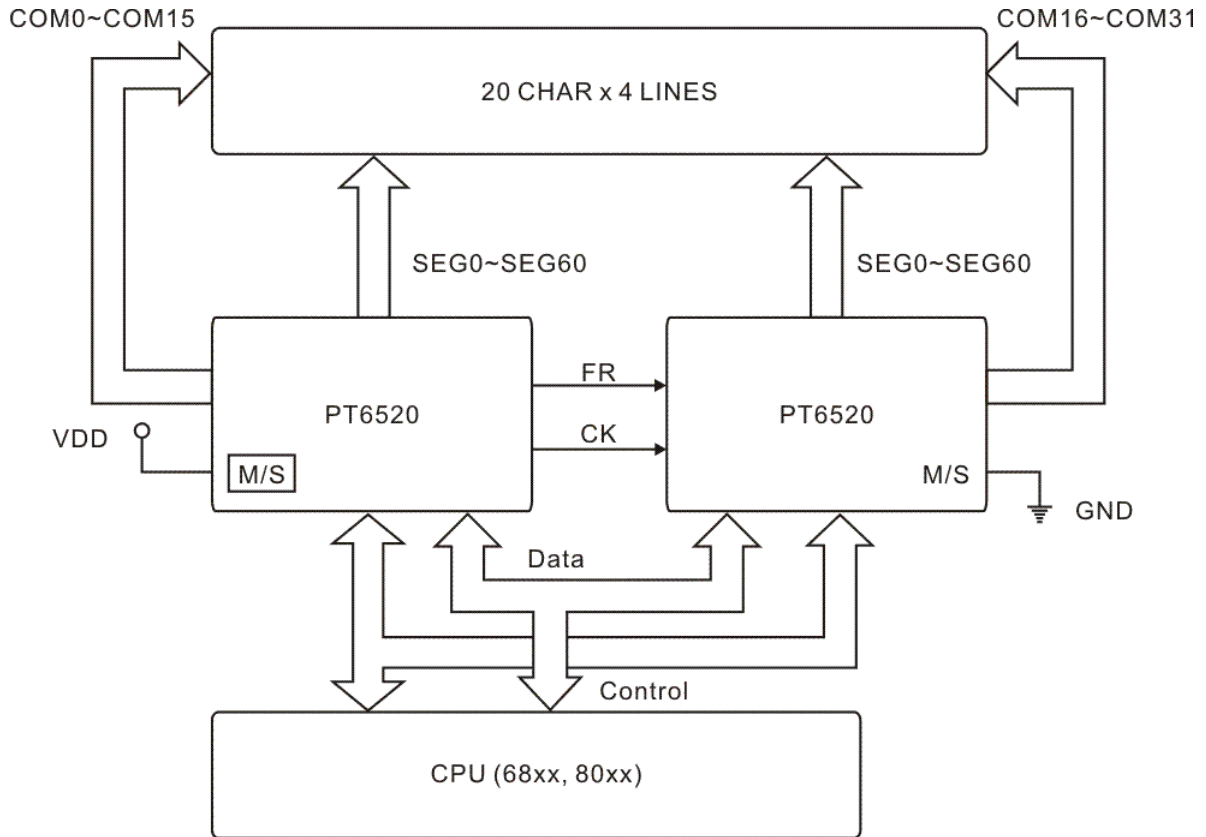 COM0~COM15
COM16~COM31
20 CHAR x 4 LINES
SEG0~SEG60
SEG0~SEG60
FR
PT6520
PT6520
CK
VDD
M/S
M/S
GND
Data
Control
CPU (68xx, 80xx)